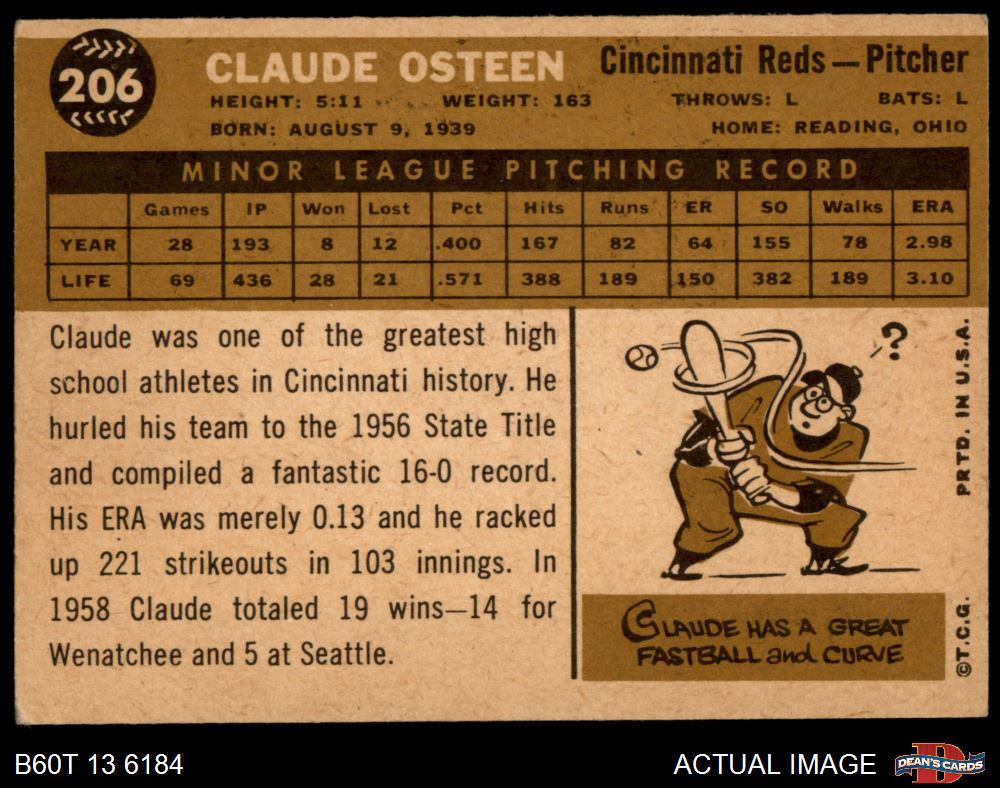 206
CLAUDE OSTEEN Cincinnati Reds—Pitcher
HEIGHT: 5:11 WEIGHT: 163 THROWS: L BATS: L
BORN: AUGUST 9, 1939 HOME: READING, OHIO
MINOR LEAGUE PITCHING RECORD
Games IP Won Lost Pct Hits Runs ER SO Walks ERA
YEAR 28 193 8 12 .400 167 82 64 155 78 2.98
LIFE 69 436 28 21 .571 388 189 150 382 189 3.10
Claude was one of the greatest high
school athletes in Cincinnati history. He
hurled his team to the 1956 State Title
and compiled a fantastic 16-0 record.
His ERA was merely 0.13 and he racked
up 221 strikeouts in 103 innings. In
1958 Claude totaled 19 wins—14 for
Wenatchee and 5 at Seattle.
?
CLAUDE HAS A GREAT
FASTBALL and CURVE
PRTD. IN U.S.A.
©T.C.G.
B60T 13 6184 ACTUAL IMAGE
DEAN'S CARDS